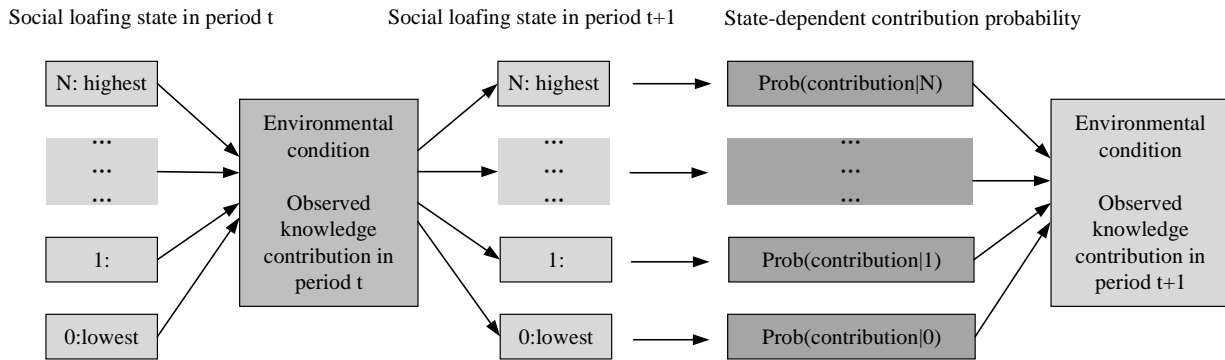 Social loafing state in period t
Social loafing state in period t+1
State-dependent contribution probability
N: highest
...
...
...
1:
0:lowest
Environmental
condition
Observed
knowledge
contribution in
period t
N: highest
...
...
...
1:
0:lowest
Prob(contribution|N)
...
...
...
Prob(contribution|1)
Prob(contribution|0)
Environmental
condition
Observed
knowledge
contribution in
period t+1